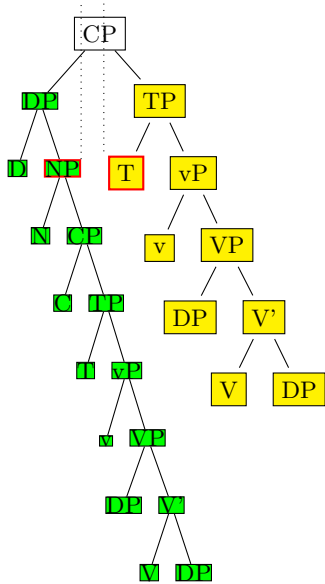 CP
DP TP
D NP T vP
N CP v VP
C TP DP V'
T vP V DP
v VP
DP V'
V DP